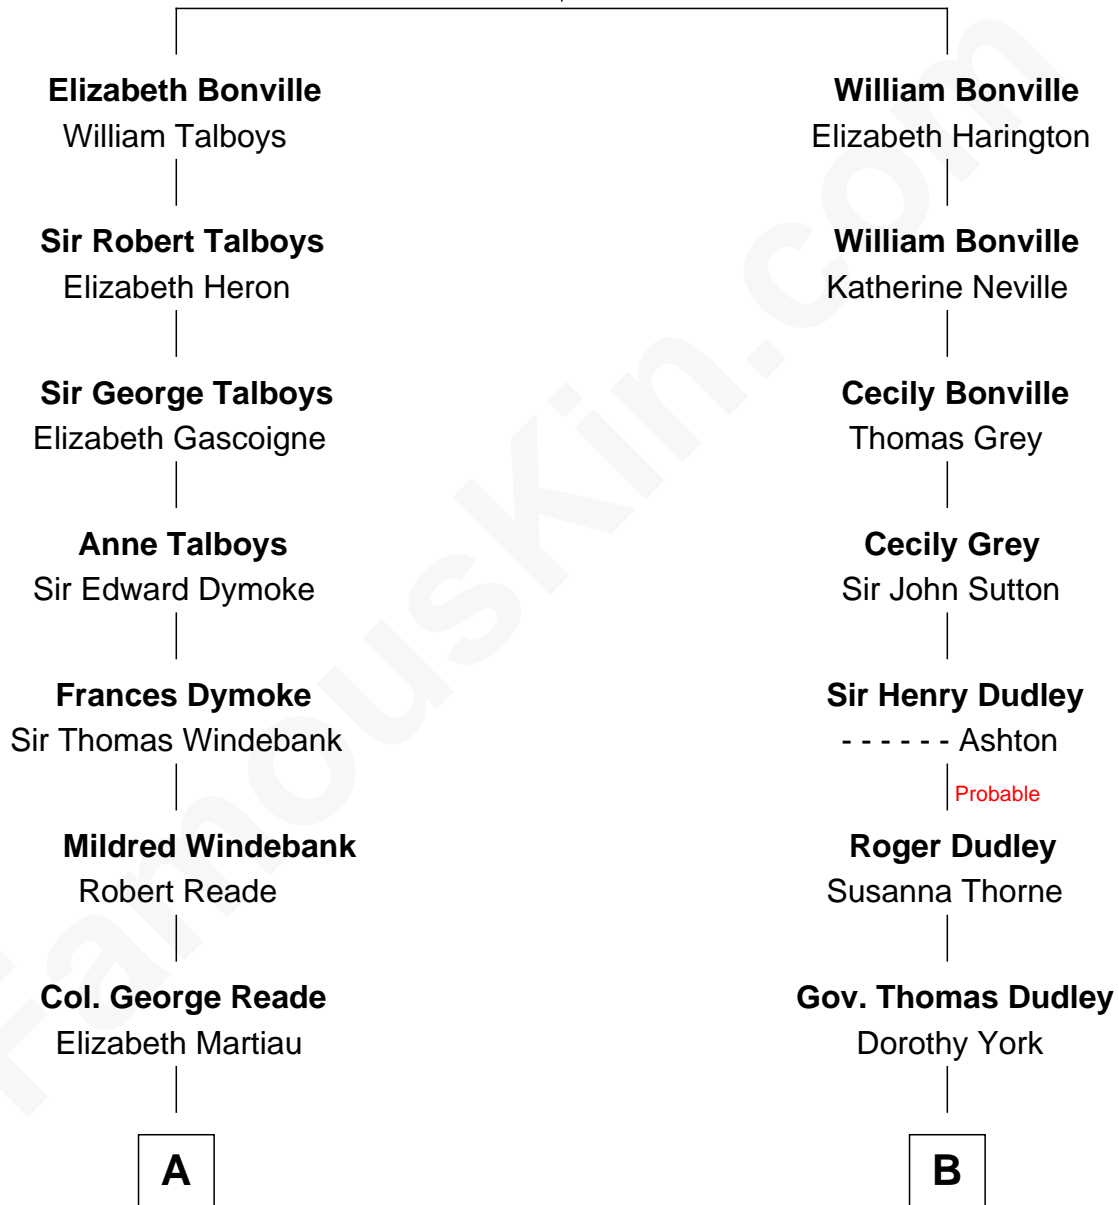 Elizabeth Bonville
William Talboys
Sir Robert Talboys
Elizabeth Heron
Sir George Talboys
Elizabeth Gascoigne
Anne Talboys
Sir Edward Dymoke
Frances Dymoke
Sir Thomas Windebank
Mildred Windebank
Robert Reade
Col. George Reade
Elizabeth Martiau
A
William Bonville
Elizabeth Harington
William Bonville
Katherine Neville
Cecily Bonville
Thomas Grey
Cecily Grey
Sir John Sutton
Sir Henry Dudley
- - - - - - Ashton
Probable
Roger Dudley
Susanna Thorne
Gov. Thomas Dudley
Dorothy York
B
FamousKin.com